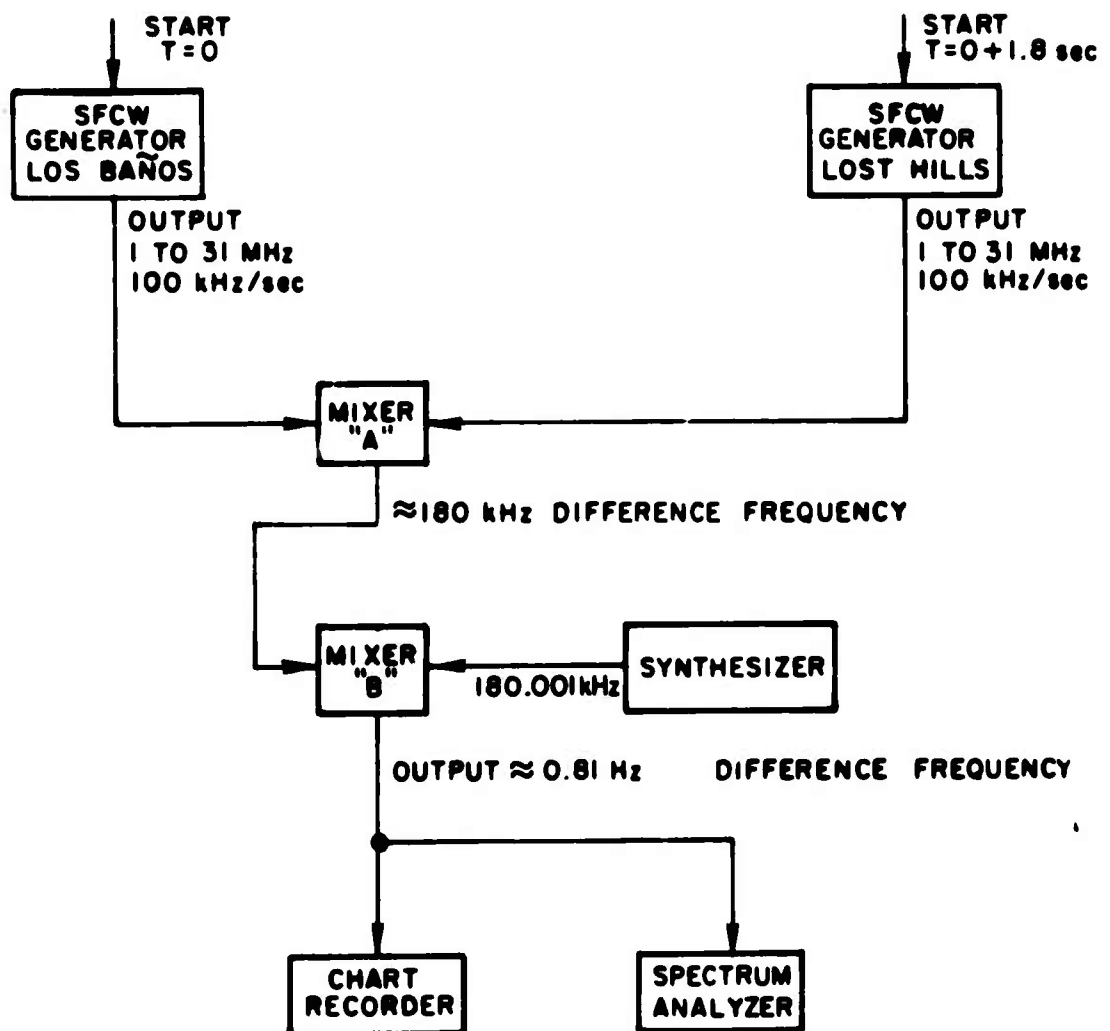 START
T=0
SFCW
GENERATOR
LOS BAÑOS
OUTPUT
1 TO 31 MHz
100 kHz/sec
START
T=0+1.8 sec
SFCW
GENERATOR
LOST HILLS
OUTPUT
1 TO 31 MHz
100 kHz/sec
MIXER
"A"
≈180 kHz DIFFERENCE FREQUENCY
MIXER
"B"
180.001kHz
SYNTHESIZER
OUTPUT ≈ 0.81 Hz DIFFERENCE FREQUENCY
CHART
RECORDER
SPECTRUM
ANALYZER